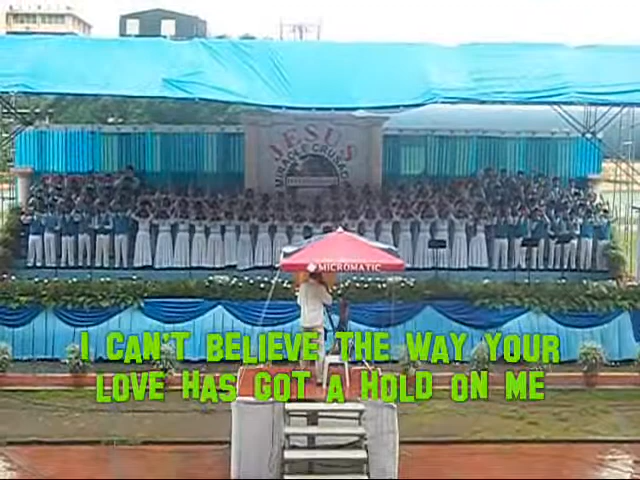 JESUS
MIRACLE CRUSADE
MICROMATIC
I CAN'T BELIEVE THE WAY YOUR
LOVE HAS GOT A HOLD ON ME